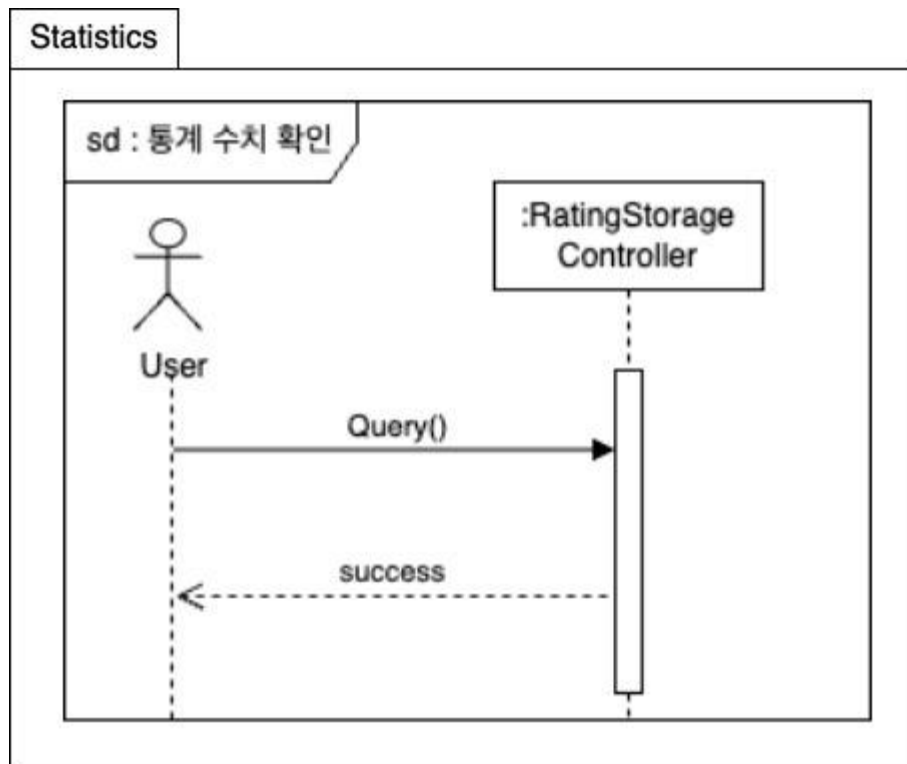 Statistics
sd : 통계 수치 확인
:RatingStorage
Controller
User
Query()
success